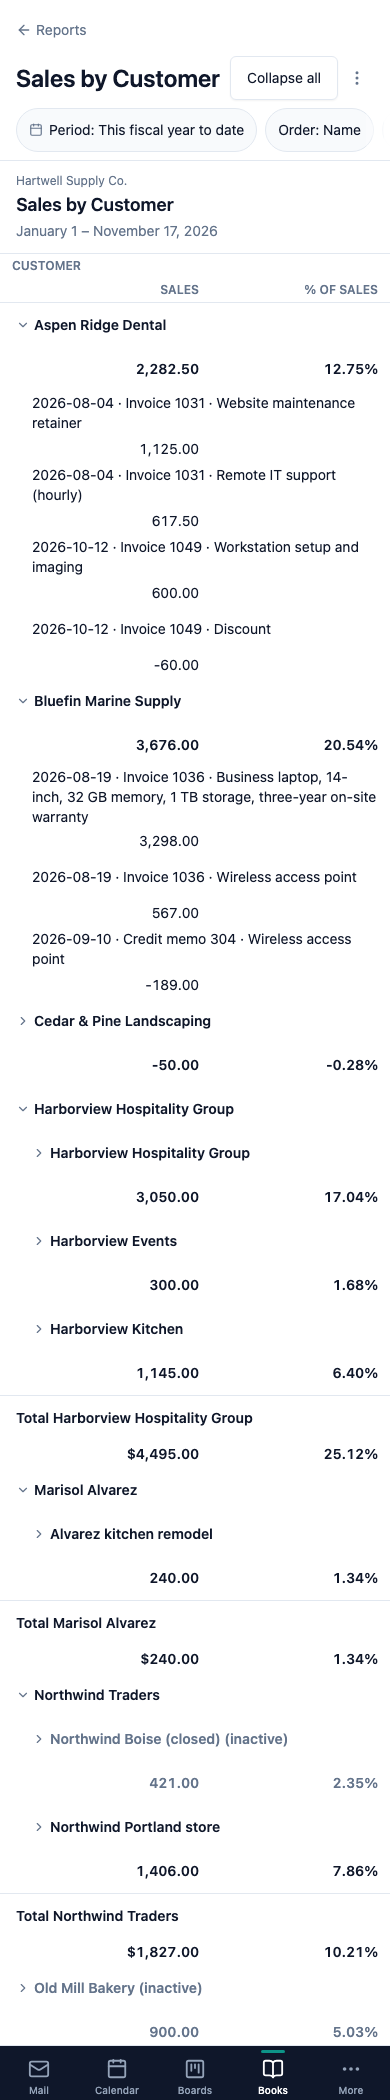 Reports
Sales by Customer
Collapse all
Period: This fiscal year to date
Order: Name
Hartwell Supply Co.
Sales by Customer
January 1 – November 17, 2026
CUSTOMER
SALES % OF SALES
Aspen Ridge Dental
2,282.50 12.75%
2026-08-04 · Invoice 1031 · Website maintenance
retainer
1,125.00
2026-08-04 · Invoice 1031 · Remote IT support
(hourly)
617.50
2026-10-12 · Invoice 1049 · Workstation setup and
imaging
600.00
2026-10-12 · Invoice 1049 · Discount
-60.00
Bluefin Marine Supply
3,676.00 20.54%
2026-08-19 · Invoice 1036 · Business laptop, 14-
inch, 32 GB memory, 1 TB storage, three-year on-site
warranty
3,298.00
2026-08-19 · Invoice 1036 · Wireless access point
567.00
2026-09-10 · Credit memo 304 · Wireless access
point
-189.00
Cedar & Pine Landscaping
-50.00 -0.28%
Harborview Hospitality Group
Harborview Hospitality Group
3,050.00 17.04%
Harborview Events
300.00 1.68%
Harborview Kitchen
1,145.00 6.40%
Total Harborview Hospitality Group
$4,495.00 25.12%
Marisol Alvarez
Alvarez kitchen remodel
240.00 1.34%
Total Marisol Alvarez
$240.00 1.34%
Northwind Traders
Northwind Boise (closed) (inactive)
421.00 2.35%
Northwind Portland store
1,406.00 7.86%
Total Northwind Traders
$1,827.00 10.21%
Old Mill Bakery (inactive)
900.00 5.03%
Mail Calendar Boards Books More